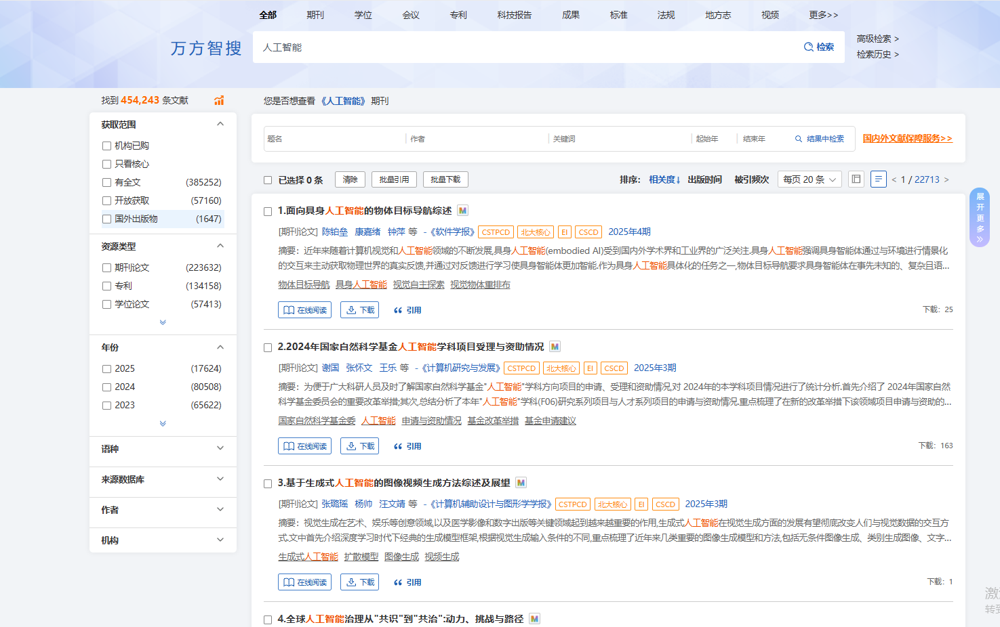 全部 期刊 学位 会议 专利 科技报告 成果 标准 法规 地方志 视频 更多>>
万方智搜 人工智能 检索
高级检索 >
检索历史 >
找到 454,243 条文献
您是否想查看 《人工智能》 期刊
获取范围
机构已购
只看核心
有全文 (385252)
开放获取 (57160)
国外出版物 (1647)
资源类型
期刊论文 (223632)
专利 (134158)
学位论文 (57413)
年份
2025 (17624)
2024 (80508)
2023 (65622)
语种
来源数据库
作者
机构
题名 作者 关键词 起始年 结束年 结果中检索 国内外文献保障服务>>
已选择 0 条 清除 批量引用 批量下载 排序: 相关度↓ 出版时间 被引频次 每页 20 条 < 1 / 22713 >
1.面向具身人工智能的物体目标导航综述 M
[期刊论文] 陈铂垒 康嘉绪 钟萍 等 -《软件学报》 CSTPCD 北大核心 EI CSCD 2025年4期
摘要：近年来随着计算机视觉和人工智能领域的不断发展,具身人工智能(embodied AI)受到国内外学术界和工业界的广泛关注.具身人工智能强调具身智能体通过与环境进行情景化
的交互来主动获取物理世界的真实反馈,并通过对反馈进行学习使具身智能体更加智能.作为具身人工智能具体化的任务之一,物体目标导航要求具身智能体在事先未知的、复杂且语...
物体目标导航 具身人工智能 视觉自主探索 视觉物体重排布
在线阅读 下载 引用 下载：25
2.2024年国家自然科学基金人工智能学科项目受理与资助情况 M
[期刊论文] 谢国 张怀文 王乐 等 -《计算机研究与发展》 CSTPCD 北大核心 EI CSCD 2025年3期
摘要：为便于广大科研人员及时了解国家自然科学基金"人工智能"学科方向项目的申请、受理和资助情况,对 2024年的本学科项目情况进行了统计分析.首先介绍了 2024年国家自然
科学基金委员会的重要改革举措;其次,总结分析了本年"人工智能"学科(F06)研究系列项目与人才系列项目的申请与资助情况.重点梳理了在新的改革举措下该领域项目申请与资助的...
国家自然科学基金委 人工智能 申请与资助情况 基金改革举措 基金申请建议
在线阅读 下载 引用 下载：163
3.基于生成式人工智能的图像视频生成方法综述及展望 M
[期刊论文] 张璐瑶 杨帅 汪文靖 等 -《计算机辅助设计与图形学学报》 CSTPCD 北大核心 EI CSCD 2025年3期
摘要：视觉生成在艺术、娱乐等创意领域,以及医学影像和数字出版等关键领域起到越来越重要的作用,生成式人工智能在视觉生成方面的发展有望彻底改变人们与视觉数据的交互方
式.文中首先介绍深度学习时代下经典的生成模型框架,根据视觉生成输入条件的不同,重点梳理了近年来几类重要的图像生成模型和方法,包括无条件图像生成、类别生成图像、文字...
生成式人工智能 扩散模型 图像生成 视频生成
在线阅读 下载 引用 下载：1
4.全球人工智能治理从"共识"到"共治":动力、挑战与路径 M
展开更多
转到